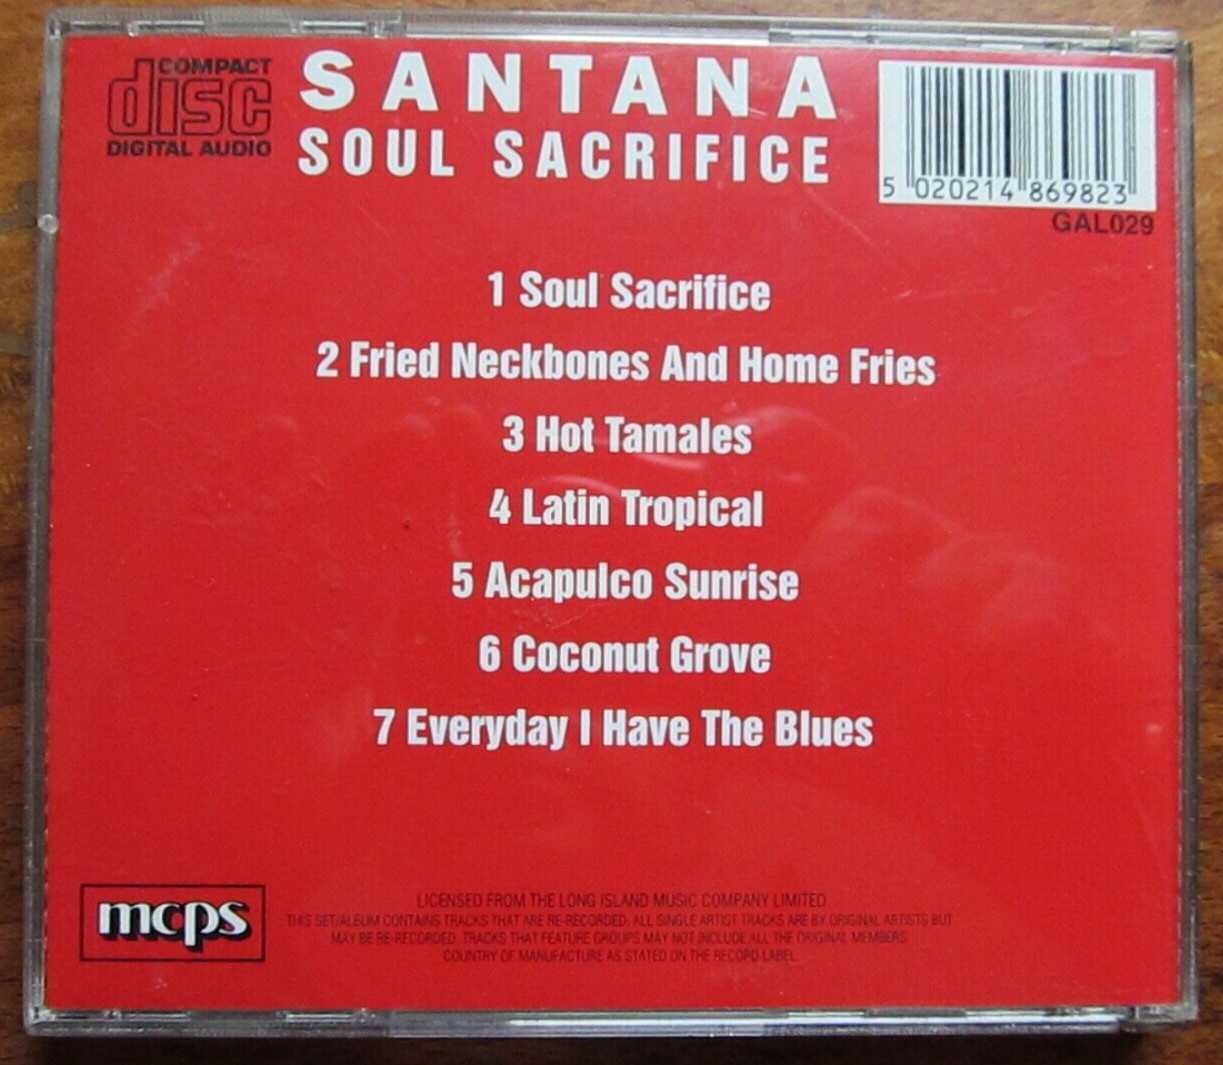 COMPACT
disc
DIGITAL AUDIO
SANTANA
SOUL SACRIFICE
5 020214 869823
GAL029
1 Soul Sacrifice
2 Fried Neckbones And Home Fries
3 Hot Tamales
4 Latin Tropical
5 Acapulco Sunrise
6 Coconut Grove
7 Everyday I Have The Blues
mcps
LICENSED FROM THE LONG ISLAND MUSIC COMPANY LIMITED
THIS SET/ALBUM CONTAINS TRACKS THAT ARE RE-RECORDED. ALL SINGLE ARTIST TRACKS ARE BY ORIGINAL ARTISTS BUT
MAY BE RE-RECORDED. TRACKS THAT FEATURE GROUPS MAY NOT INCLUDE ALL THE ORIGINAL MEMBERS.
COUNTRY OF MANUFACTURE AS STATED ON THE RECORD LABEL.